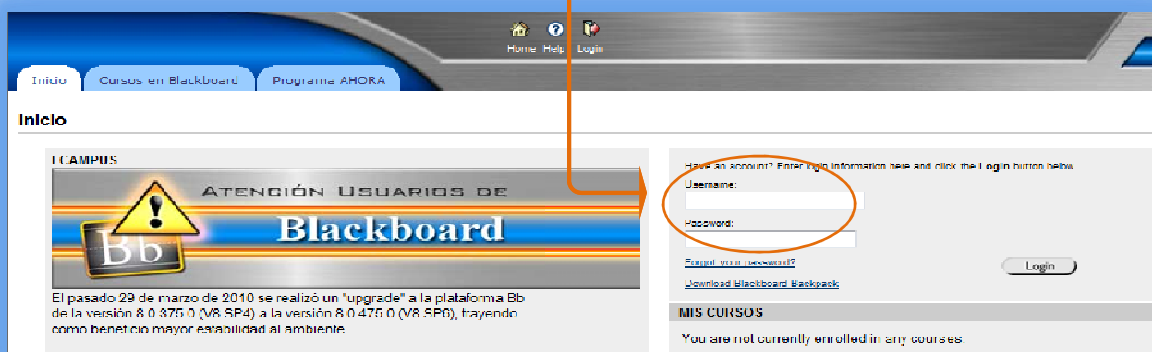 Home Help Login
Inicio Cursos en Blackboard Programa AHORA
Inicio
ECAMPUS
ATENCIÓN USUARIOS DE
Blackboard
Bb
El pasado 29 de marzo de 2010 se realizó un "upgrade" a la plataforma Bb
de la versión 8.0.375.0 (V8 SP4) a la versión 8.0.475.0 (V8 SP6), trayendo
como beneficio mayor estabilidad al ambiente
Have an account? Enter login information here and click the Login button below.
Username:
Password:
Forgot your password?
Login
Download Blackboard Backpack
MIS CURSOS
You are not currently enrolled in any courses